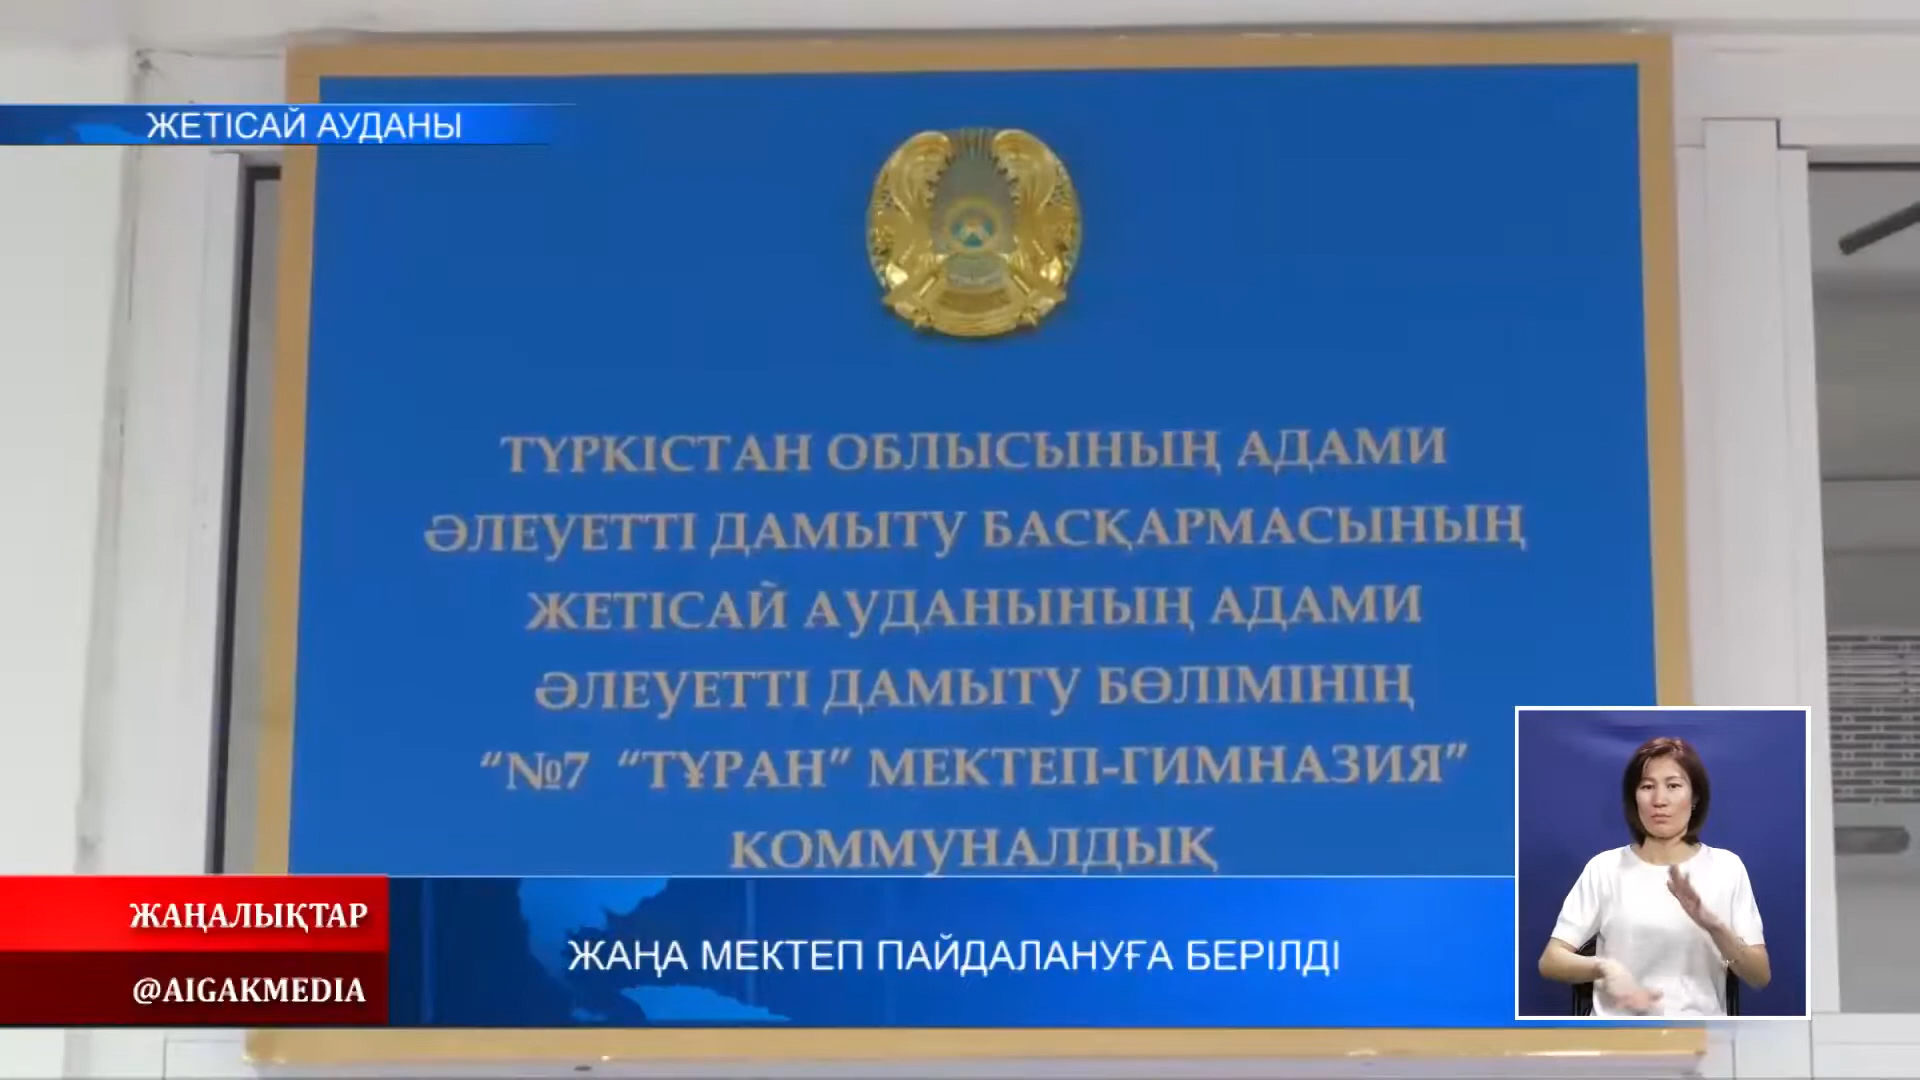 ЖЕТІСАЙ АУДАНЫ
ТҮРКІСТАН ОБЛЫСЫНЫҢ АДАМИ
ӘЛЕУЕТТІ ДАМЫТУ БАСҚАРМАСЫНЫҢ
ЖЕТІСАЙ АУДАНЫНЫҢ АДАМИ
ӘЛЕУЕТТІ ДАМЫТУ БӨЛІМІНІҢ
“№7 “ТҰРАН” МЕКТЕП-ГИМНАЗИЯ”
КОММУНАЛДЫҚ
ЖАҢАЛЫҚТАР
@AIGAKMEDIA
ЖАҢА МЕКТЕП ПАЙДАЛАНУҒА БЕРІЛДІ